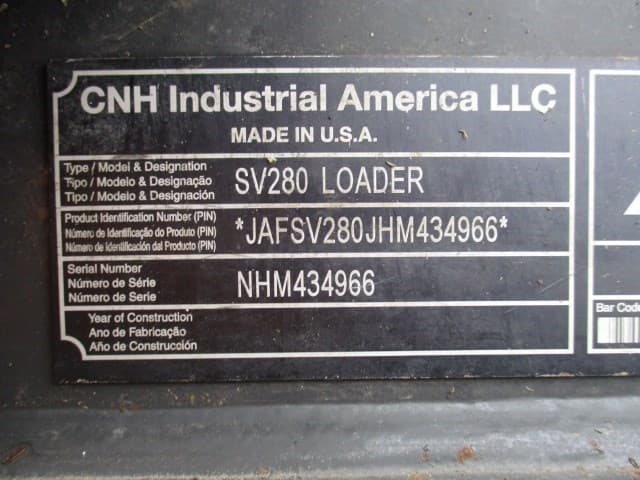 CNH Industrial America LLC
MADE IN U.S.A.
Type / Model & Designation
Tipo / Modelo & Designação
Tipo / Modelo & Designación
SV280 LOADER
Product Identification Number (PIN)
Número de Identificação do Produto (PIN)
Número de Identificación del Producto (PIN)
*JAFSV280JHM434966*
Serial Number
Número de Série
Número de Serie
NHM434966
Year of Construction
Ano de Fabricação
Año de Construcción
Bar Code